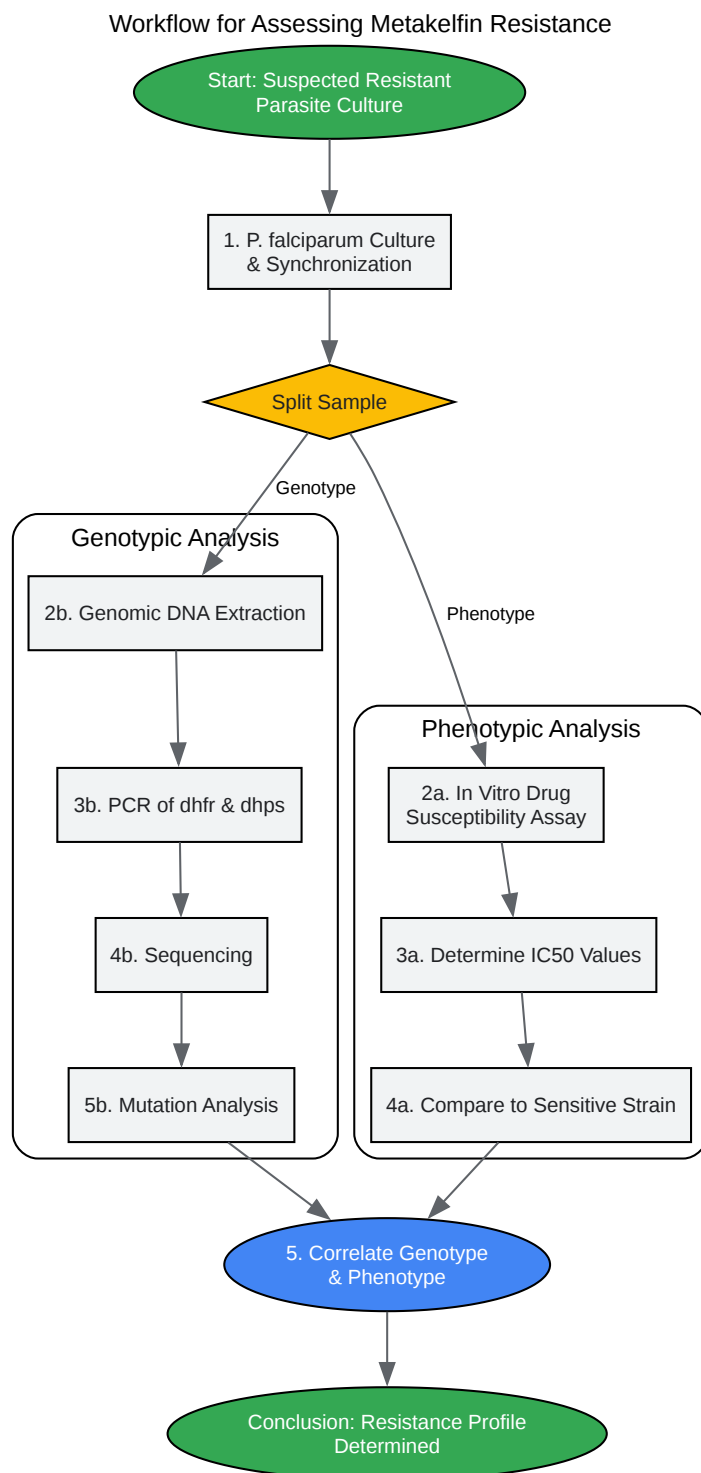 Workflow for Assessing Metakelfin Resistance
Start: Suspected Resistant
Parasite Culture
1. P. falciparum Culture
& Synchronization
Split Sample
Genotype
Phenotype
Genotypic Analysis
2b. Genomic DNA Extraction
3b. PCR of dhfr & dhps
4b. Sequencing
5b. Mutation Analysis
Phenotypic Analysis
2a. In Vitro Drug
Susceptibility Assay
3a. Determine IC50 Values
4a. Compare to Sensitive Strain
5. Correlate Genotype
& Phenotype
Conclusion: Resistance Profile
Determined